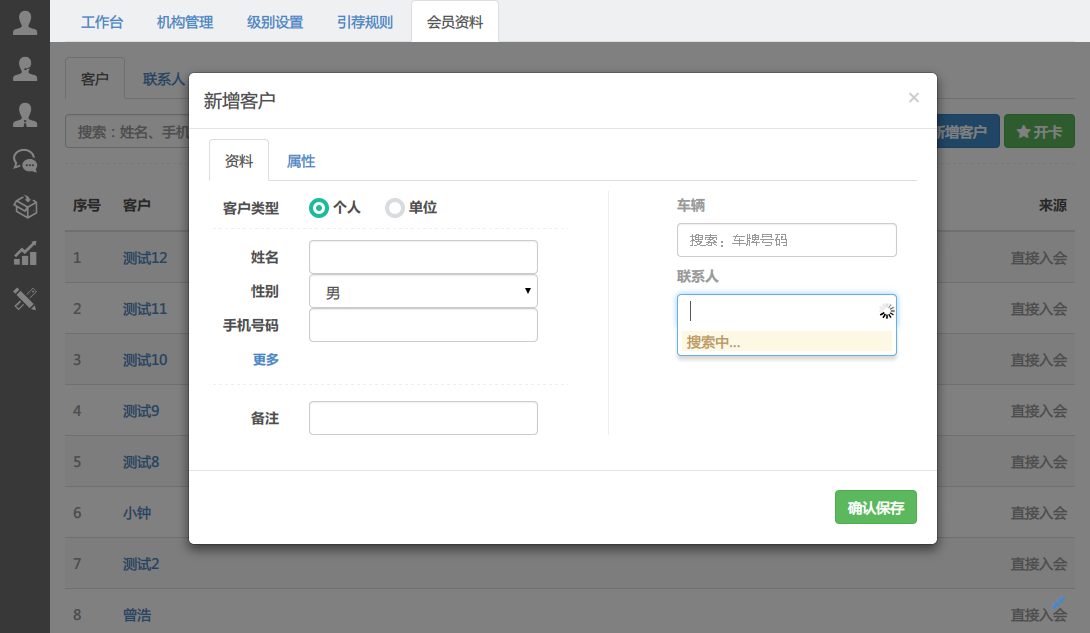 工作台 机构管理 级别设置 引荐规则 会员资料
客户 联系人
新增客户 ×
搜索：姓名、手机 新增客户 开卡
资料 属性
序号 客户 来源
客户类型 个人 单位
车辆
搜索：车牌号码
姓名
性别 男
手机号码
更多
备注
联系人
搜索中...
确认保存
1 测试12 直接入会
2 测试11 直接入会
3 测试10 直接入会
4 测试9 直接入会
5 测试8 直接入会
6 小钟 直接入会
7 测试2 直接入会
8 曾浩 直接入会